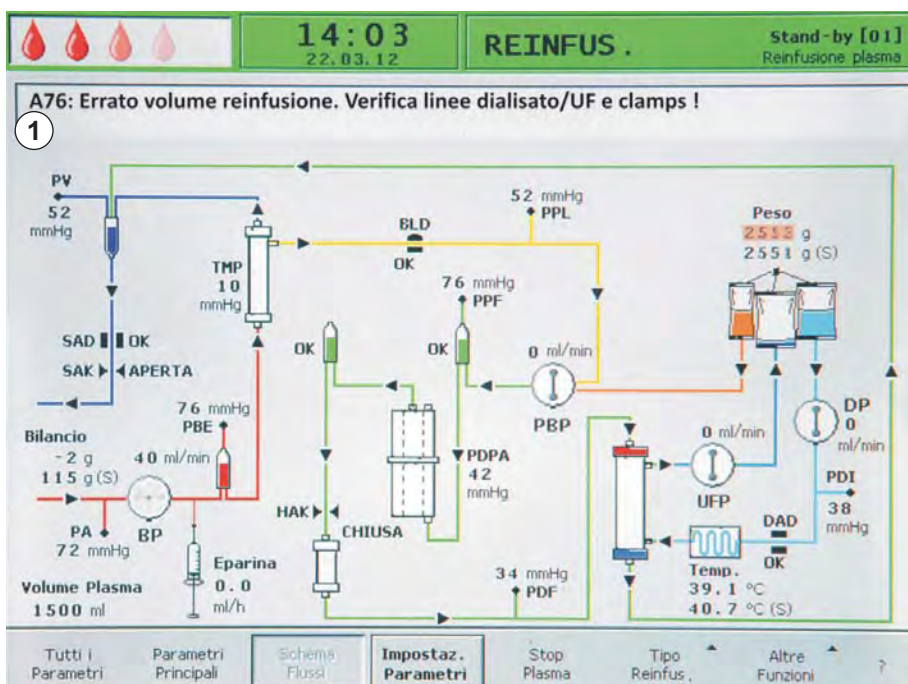 14:03
22.03.12
REINFUS.
Stand-by [01]
Reinfusione plasma
A76: Errato volume reinfusione. Verifica linee dialisato/UF e clamps !
1
PV
52
mmHg
52 mmHg
PPL
BLD
OK
Peso
2513 g
2551 g (S)
TMP
10
mmHg
76 mmHg
PPF
OK
OK
SAD OK
SAK APERTA
0 ml/min
PBP
0 ml/min
UFP
DP
0
ml/min
76 mmHg
PBE
Bilancio
-2 g
115 g (S)
40 ml/min
BP
PDPA
42
mmHg
PDI
38
mmHg
PA
72 mmHg
HAK
CHIUSA
DAD
OK
Eparina
0.0
ml/h
34 mmHg
PDF
Temp.
39.1 °C
40.7 °C (S)
Volume Plasma
1500 ml
Tutti i
Parametri
Parametri
Principali
Schema
Flussi
Impostaz.
Parametri
Stop
Plasma
Tipo
Reinfus.
Altre
Funzioni
?